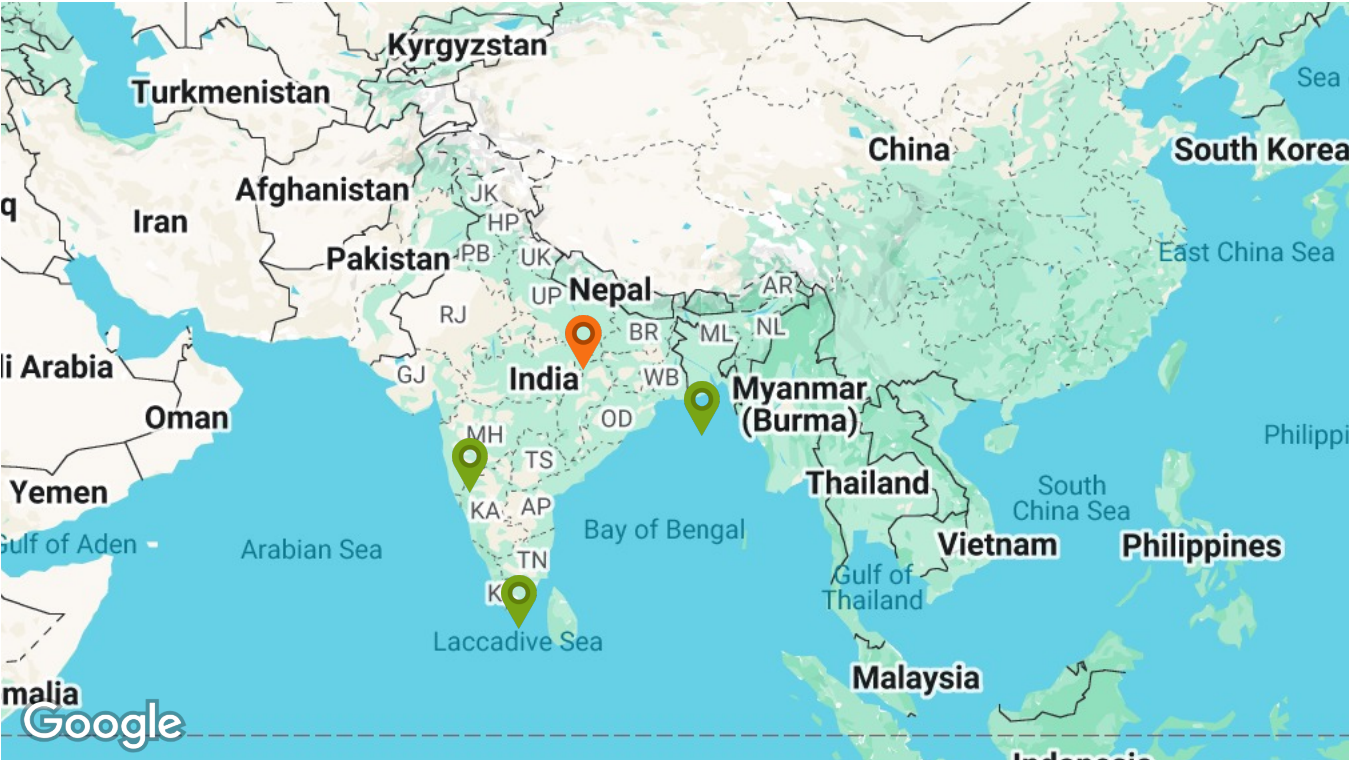 Kyrgyzstan
Turkmenistan
Sea
China
South Korea
Afghanistan
JK
q
Iran
HP
Pakistan
PB
UK
East China Sea
AR
UP
Nepal
RJ
BR
ML
NL
i Arabia
GJ
India
WB
Myanmar
(Burma)
Oman
OD
MH
Philippi
TS
Thailand
Yemen
South
China Sea
KA
AP
Bay of Bengal
Gulf of Aden
Arabian Sea
Vietnam
Philippines
TN
Gulf of
Thailand
K
Laccadive Sea
Malaysia
malia
Google